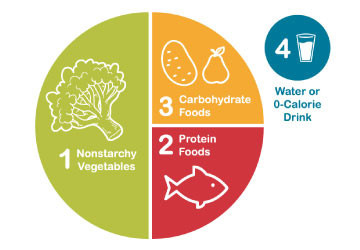 1 Nonstarchy
Vegetables
2 Protein
Foods
3 Carbohydrate
Foods
4
Water or
0-Calorie
Drink